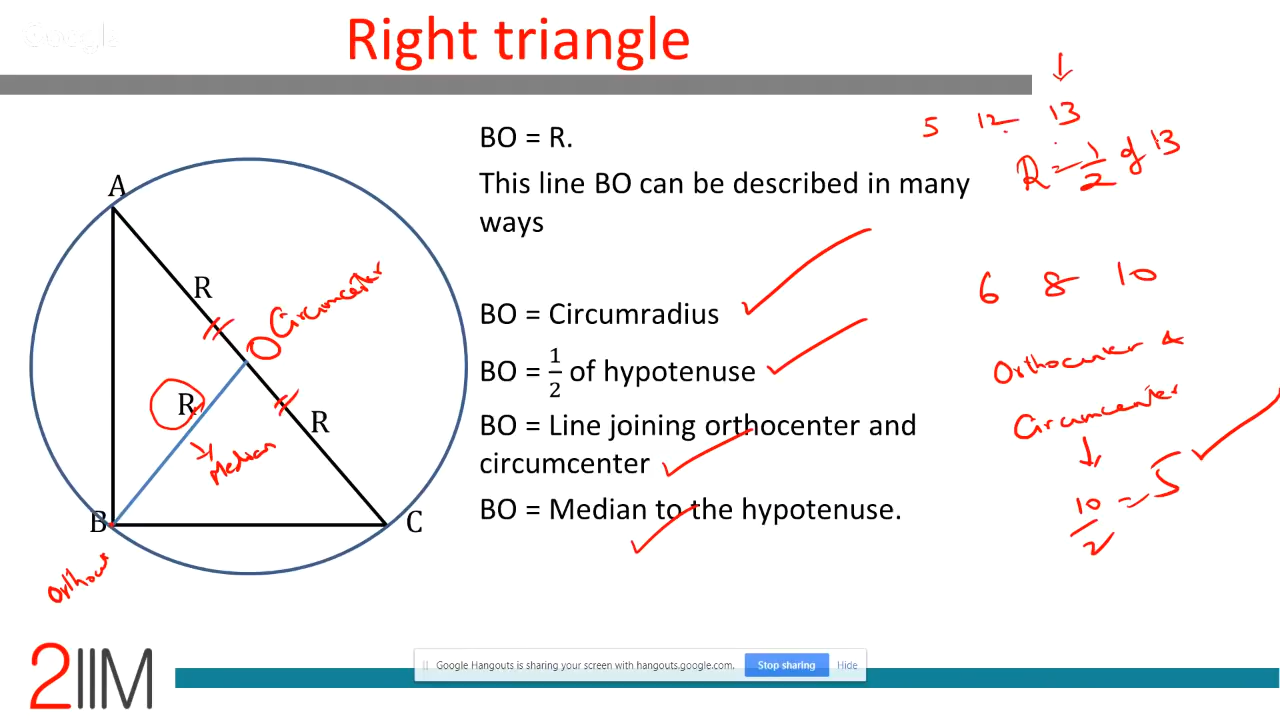 Google
Right triangle
BO = R.
This line BO can be described in many
ways
BO = Circumradius
BO = 1/2 of hypotenuse
BO = Line joining orthocenter and
circumcenter
BO = Median to the hypotenuse.
A
R
O Circumcenter
R
R
Median
B
C
5 12 13
R = 1/2 of 13
6 8 10
Orthocenter &
Circumcenter
10/2 = 5
2IIM
Google Hangouts is sharing your screen with hangouts.google.com. Stop sharing Hide